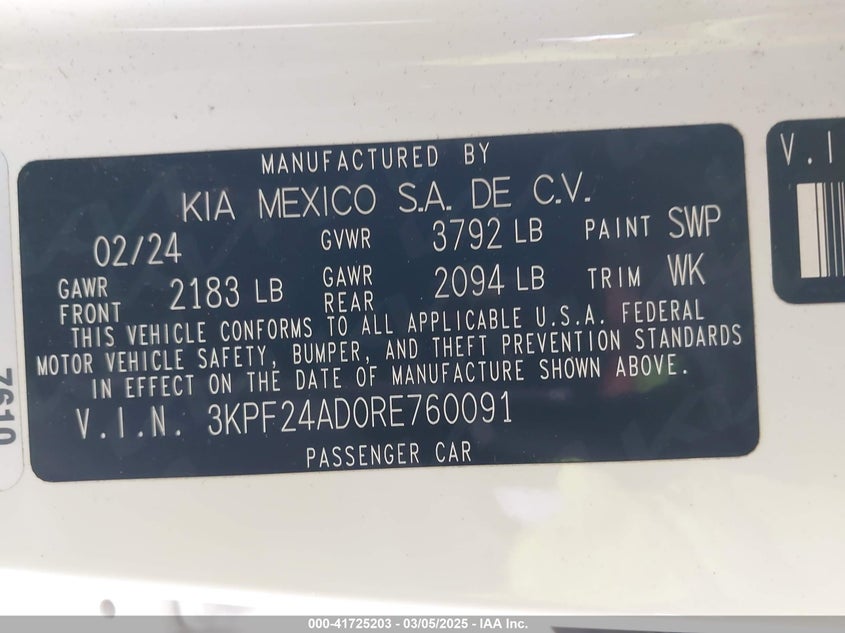 MANUFACTURED BY
KIA MEXICO S.A. DE C.V.
02/24 GVWR 3792 LB PAINT SWP
GAWR FRONT 2183 LB GAWR REAR 2094 LB TRIM WK
THIS VEHICLE CONFORMS TO ALL APPLICABLE U.S.A. FEDERAL
MOTOR VEHICLE SAFETY, BUMPER, AND THEFT PREVENTION STANDARDS
IN EFFECT ON THE DATE OF MANUFACTURE SHOWN ABOVE.
V.I.N. 3KPF24AD0RE760091
PASSENGER CAR
V.I
000-41725203 - 03/05/2025 - IAA Inc.